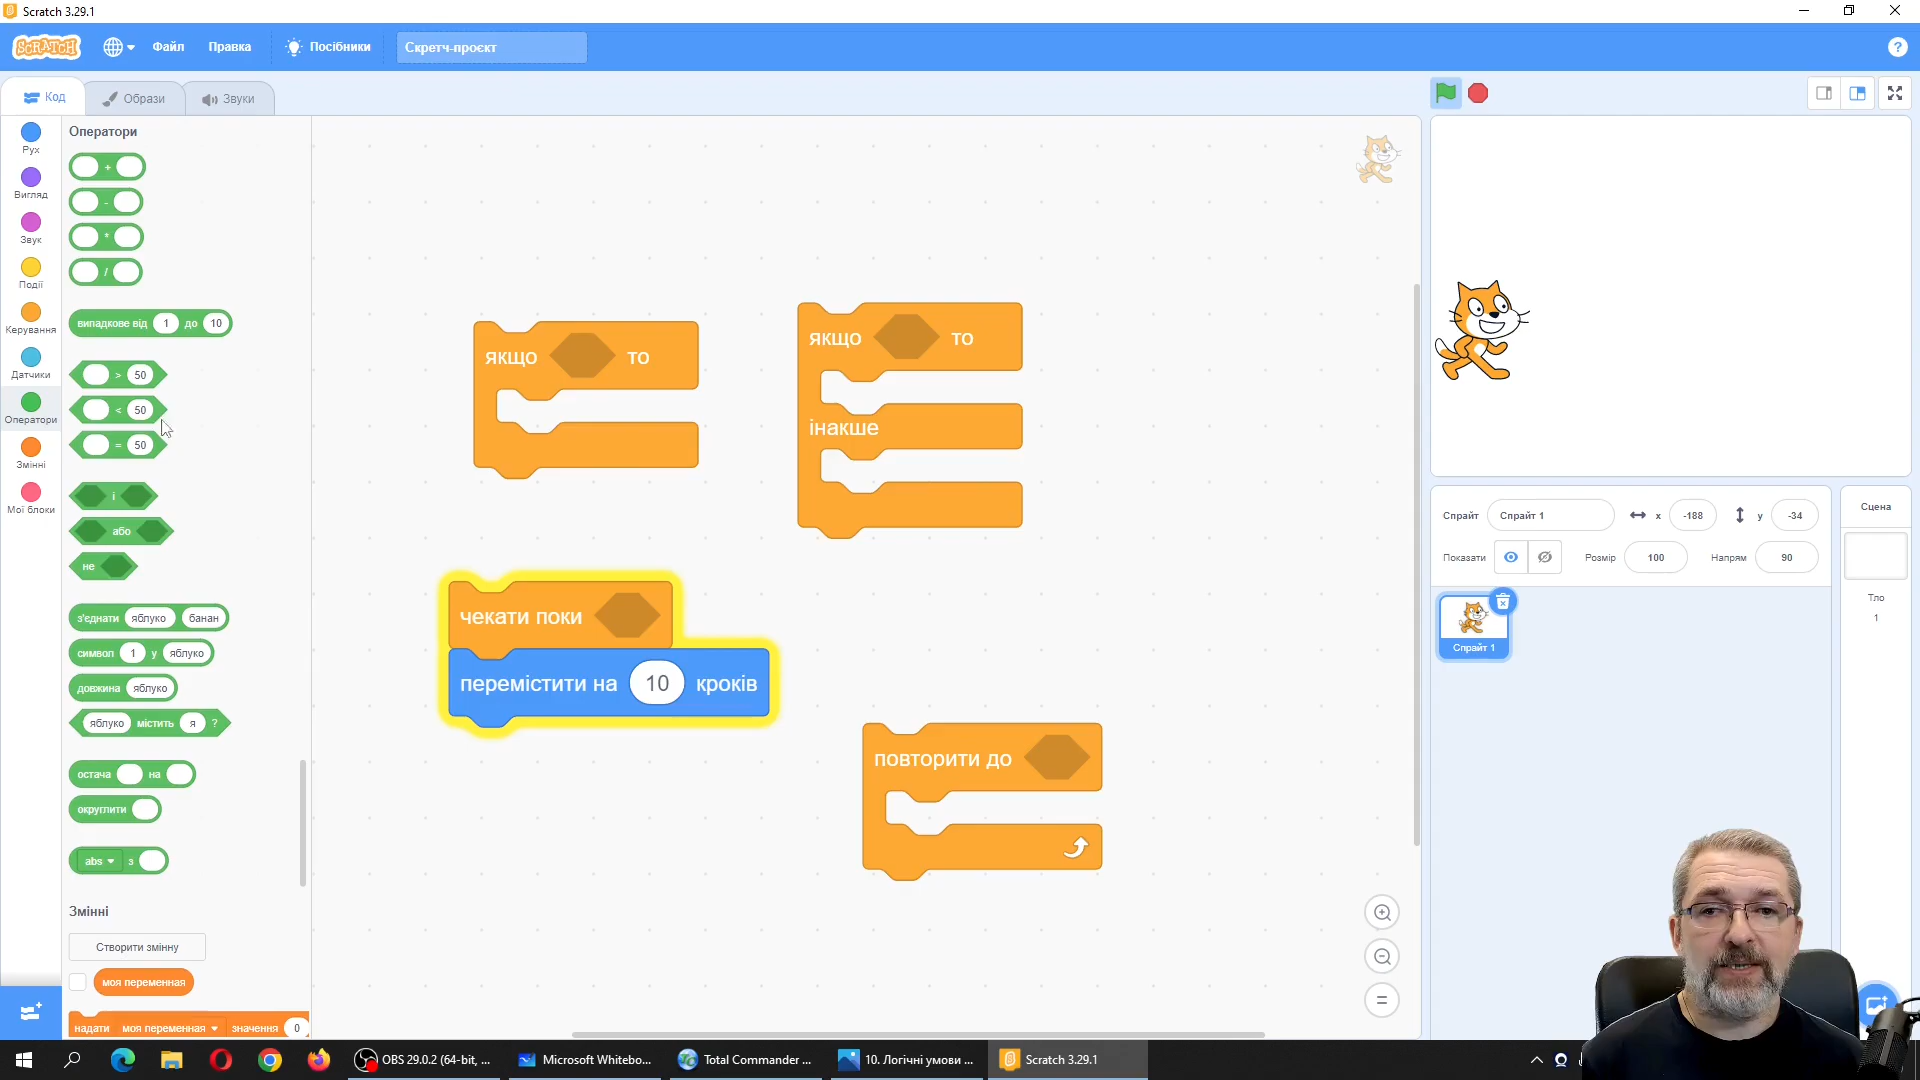 Scratch 3.29.1
SCRATCH
Файл
Правка
Посібники
Скретч-проєкт
?
Код
Образи
Звуки
Рух
Вигляд
Звук
Події
Керування
Датчики
Оператори
Змінні
Мої блоки
Оператори
+
-
*
/
випадкове від 1 до 10
> 50
< 50
= 50
і
або
не
з'єднати яблуко банан
символ 1 у яблуко
довжина яблуко
яблуко містить я ?
остача на
округлити
abs з
Змінні
Створити змінну
моя переменная
надати моя переменная значення 0
якщо то
якщо то
інакше
чекати поки
перемістити на 10 кроків
повторити до
Спрайт
Спрайт 1
x
-188
y
-34
Показати
Розмір
100
Напрям
90
Спрайт 1
Сцена
Тло
1
OBS 29.0.2 (64-bit, ...
Microsoft Whitebo...
Total Commander ...
10. Логічні умови ...
Scratch 3.29.1